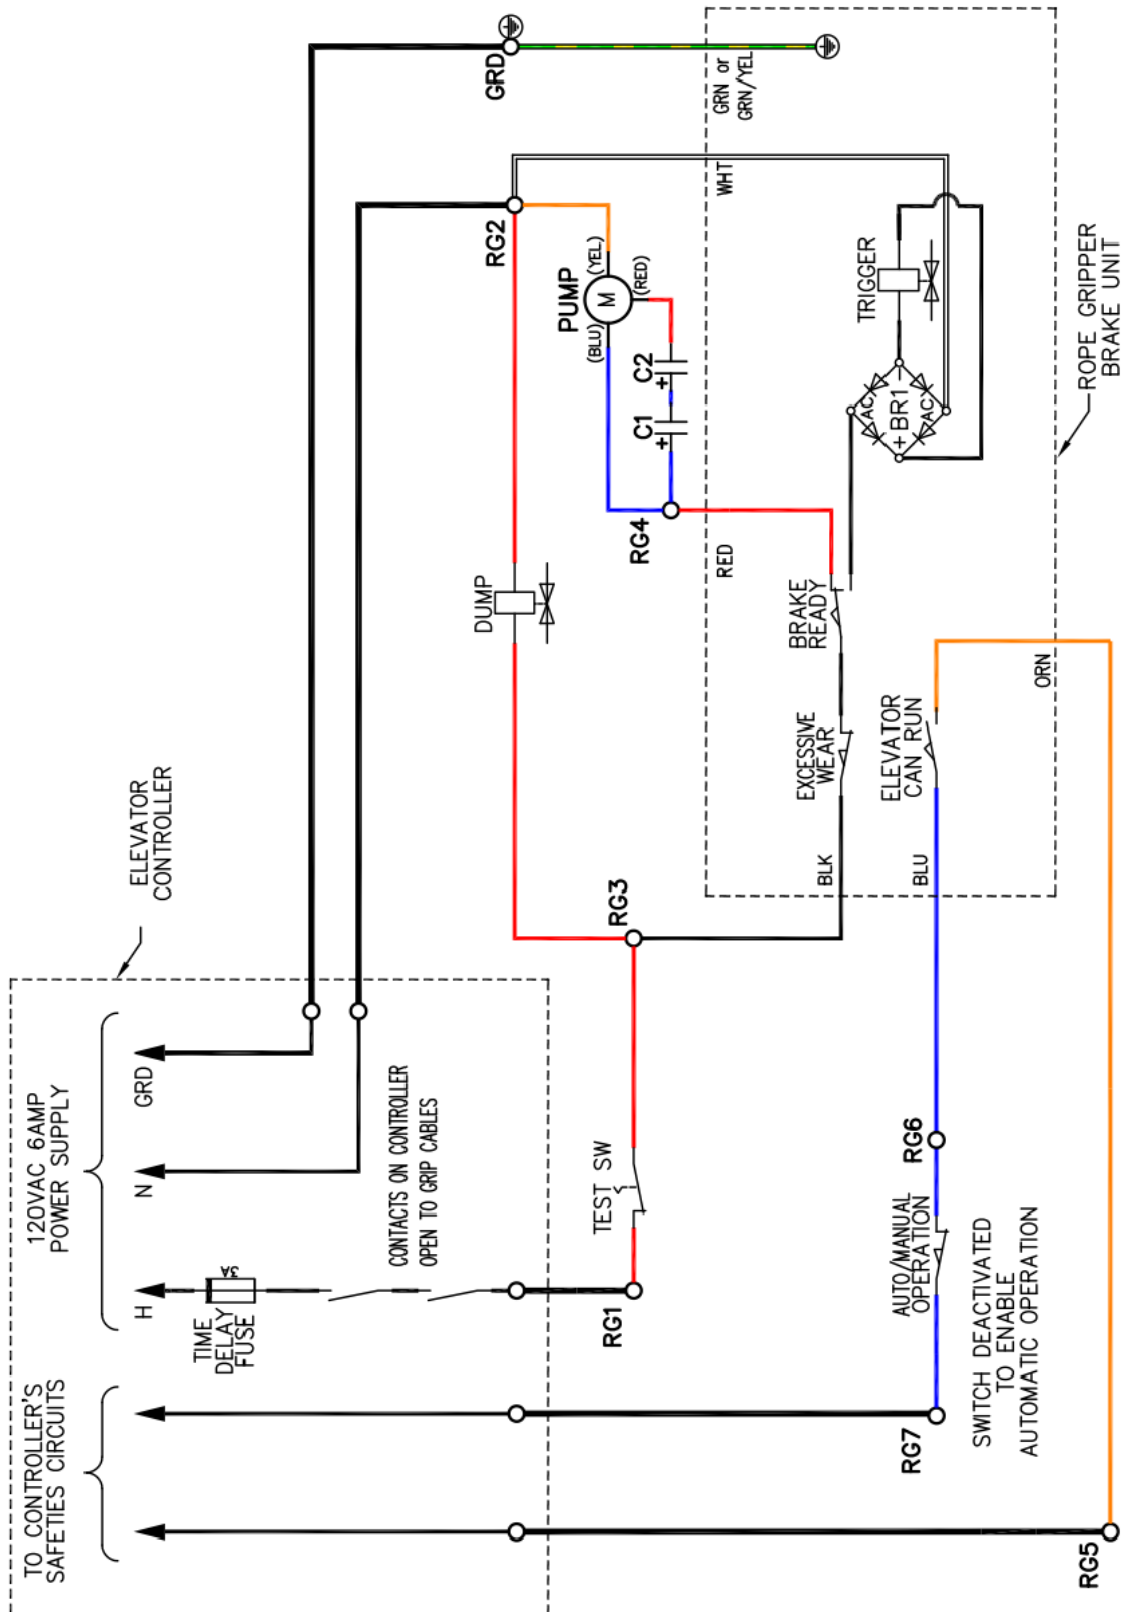 TO CONTROLLER'S
SAFETIES CIRCUITS
120VAC 6AMP
POWER SUPPLY
H
N
GRD
TIME
DELAY
FUSE
3A
CONTACTS ON CONTROLLER
OPEN TO GRIP CABLES
ELEVATOR
CONTROLLER
RG1
TEST SW
RG3
DUMP
RG2
GRD
PUMP
M
(BLU)
(YEL)
(RED)
C1
+
C2
+
RG4
GRN or
GRN/YEL
WHT
RED
BLK
BLU
ORN
EXCESSIVE
WEAR
BRAKE
READY
ELEVATOR
CAN RUN
TRIGGER
AC
+ BR1 -
AC
ROPE GRIPPER
BRAKE UNIT
RG7
AUTO/MANUAL
OPERATION
RG6
SWITCH DEACTIVATED
TO ENABLE
AUTOMATIC OPERATION
RG5